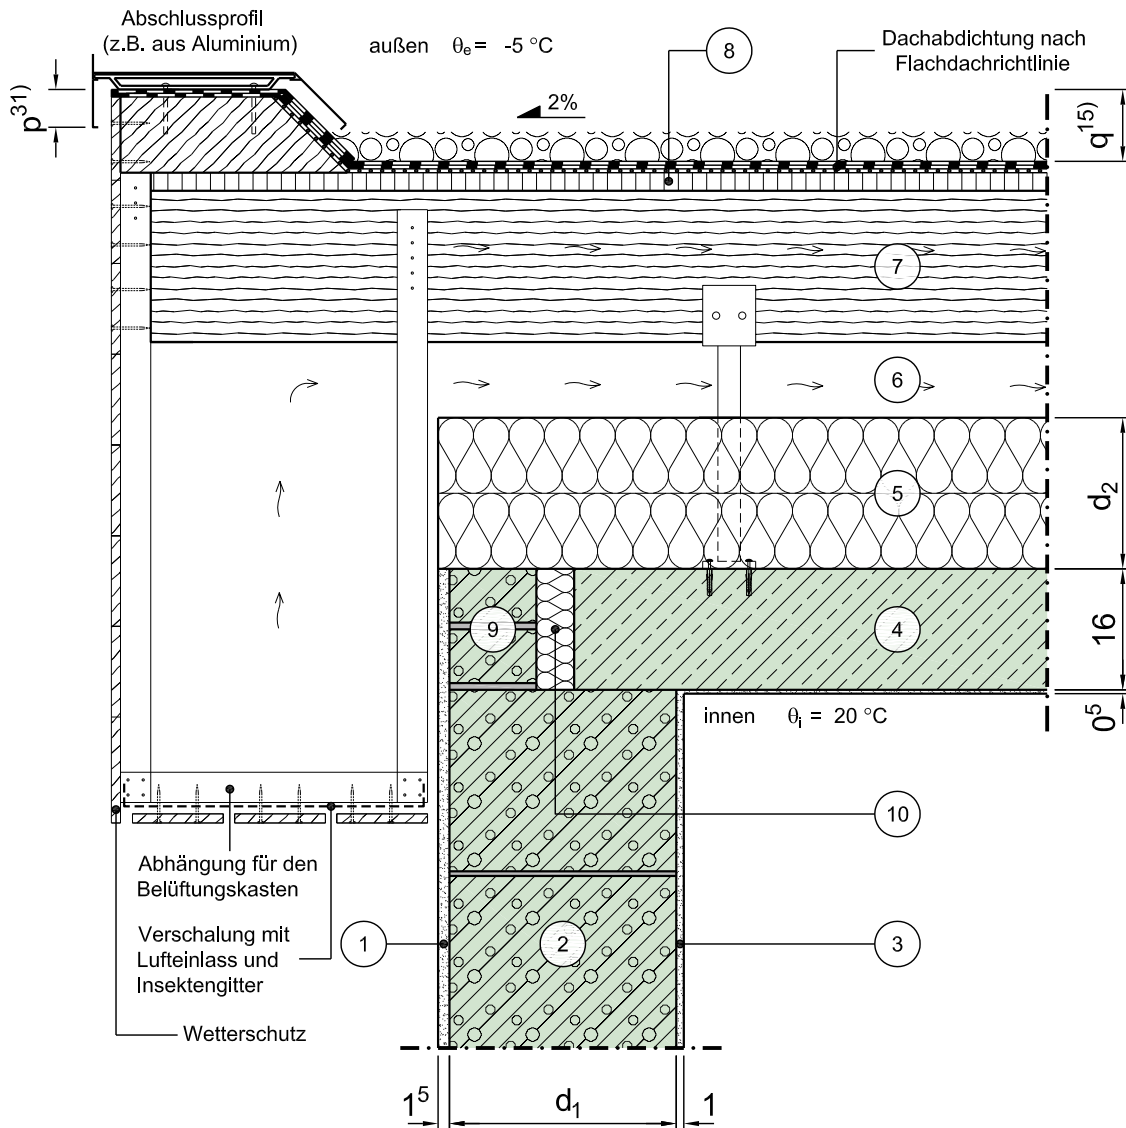 Abschlussprofil
(z.B. aus Aluminium)
außen θe = -5 °C
8
Dachabdichtung nach
Flachdachrichtlinie
p31)
2%
q15)
7
6
5
d2
9
4
16
innen θi = 20 °C
0⁵
10
Abhängung für den
Belüftungskasten
1
2
3
Verschalung mit
Lufteinlass und
Insektengitter
Wetterschutz
1⁵
d1
1